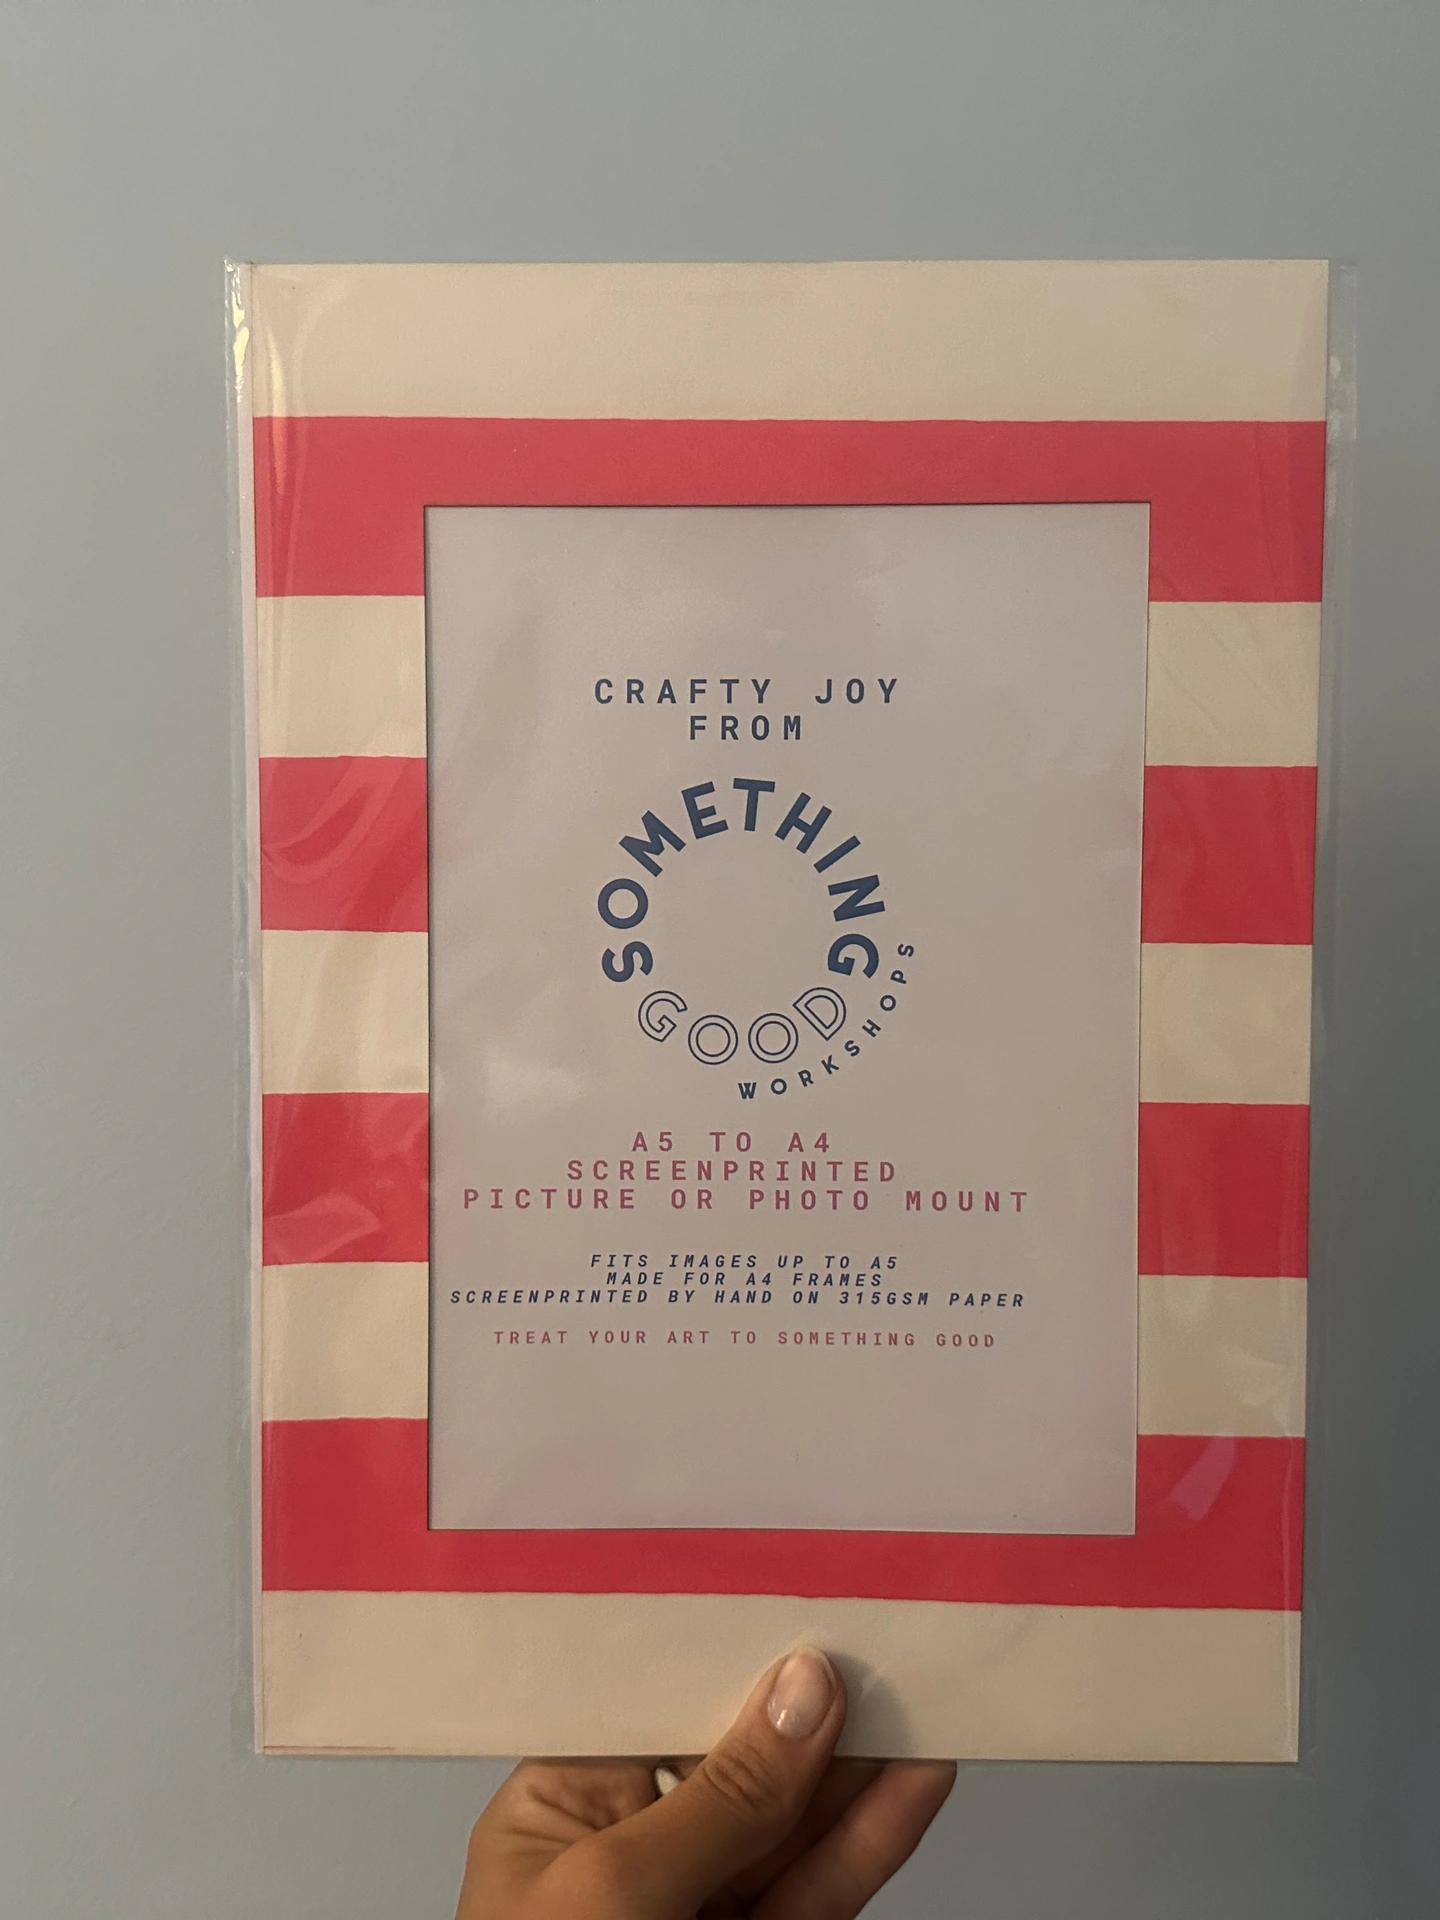 CRAFTY JOY
FROM
SOMETHING
GOOD
WORKSHOPS
A5 TO A4
SCREENPRINTED
PICTURE OR PHOTO MOUNT
FITS IMAGES UP TO A5
MADE FOR A4 FRAMES
SCREENPRINTED BY HAND ON 315GSM PAPER
TREAT YOUR ART TO SOMETHING GOOD